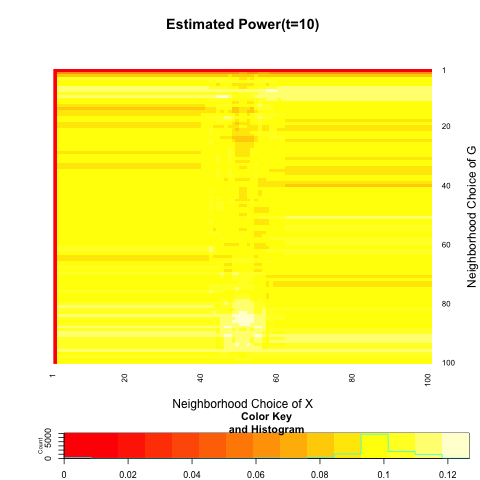 Estimated Power(t=10)
1
20
40
60
80
100
Neighborhood Choice of G
1
20
40
60
80
100
Neighborhood Choice of X
Color Key
and Histogram
Count
0 5000
0 0.02 0.04 0.06 0.08 0.1 0.12